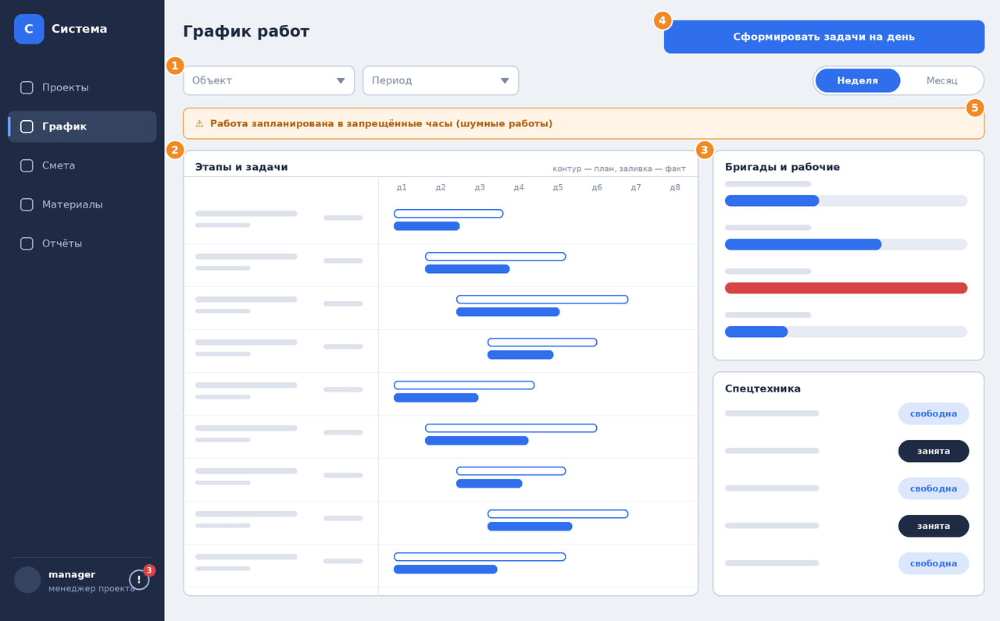 С Система
Проекты
График
Смета
Материалы
Отчёты
manager
менеджер проекта
! 3
График работ
4 Сформировать задачи на день
1 Объект
Период
Неделя
Месяц
5
⚠ Работа запланирована в запрещённые часы (шумные работы)
2 Этапы и задачи
контур — план, заливка — факт
д1 д2 д3 д4 д5 д6 д7 д8
3 Бригады и рабочие
Спецтехника
свободна
занята
свободна
занята
свободна